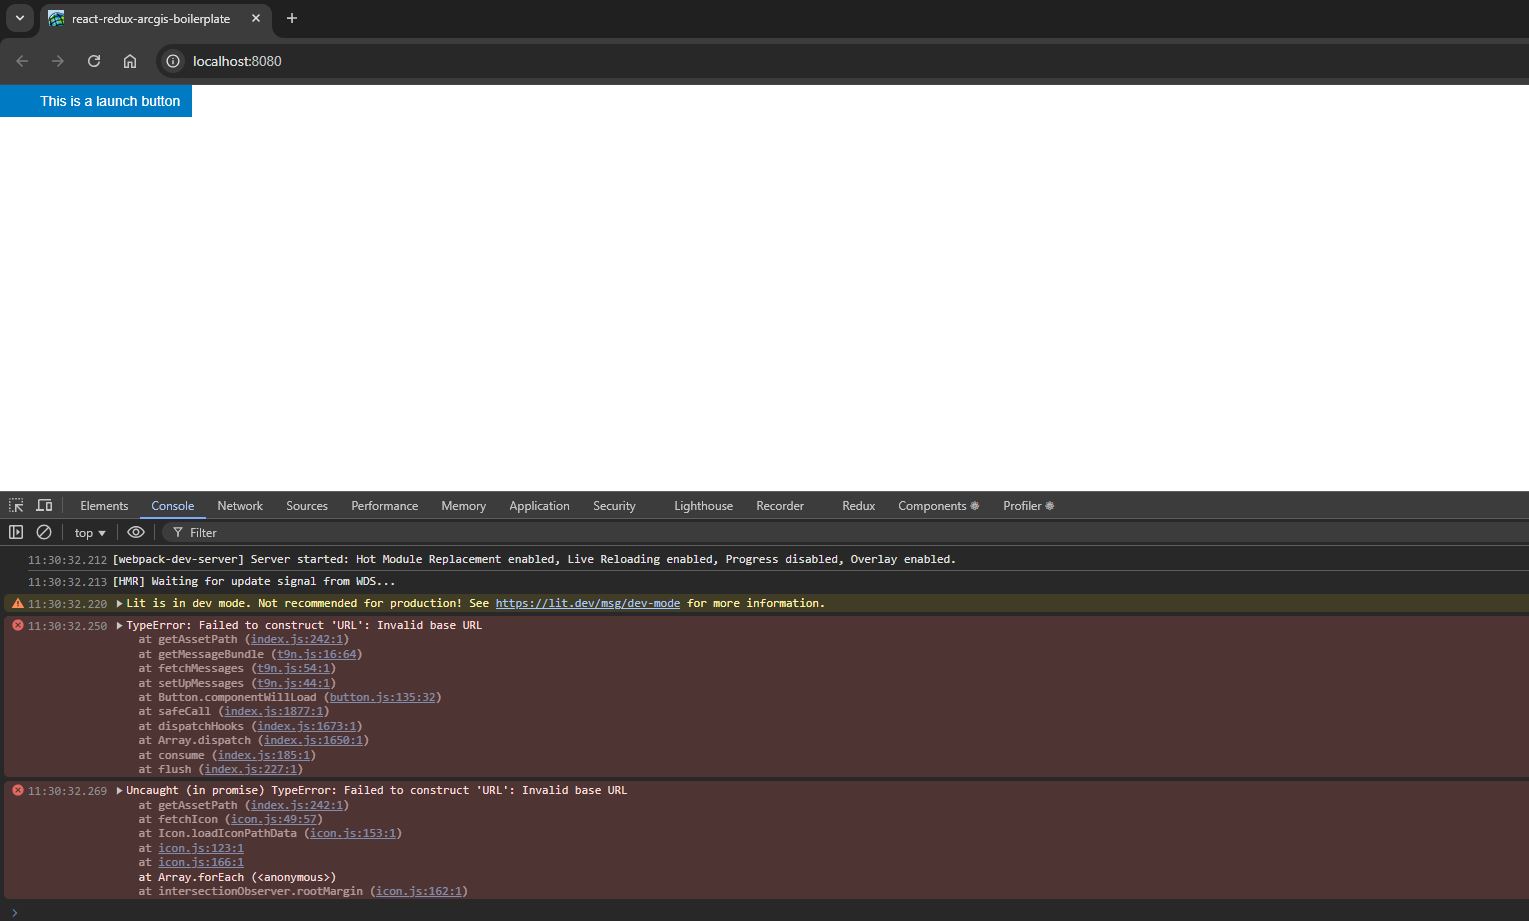 react-redux-arcgis-boilerplate
localhost:8080
This is a launch button
Elements Console Network Sources Performance Memory Application Security Lighthouse Recorder Redux Components Profiler
top Filter
11:30:32.212 [webpack-dev-server] Server started: Hot Module Replacement enabled, Live Reloading enabled, Progress disabled, Overlay enabled.
11:30:32.213 [HMR] Waiting for update signal from WDS...
11:30:32.220 Lit is in dev mode. Not recommended for production! See https://lit.dev/msg/dev-mode for more information.
11:30:32.250 TypeError: Failed to construct 'URL': Invalid base URL
at getAssetPath (index.js:242:1)
at getMessageBundle (t9n.js:16:64)
at fetchMessages (t9n.js:54:1)
at setUpMessages (t9n.js:44:1)
at Button.componentWillLoad (button.js:135:32)
at safeCall (index.js:1877:1)
at dispatchHooks (index.js:1673:1)
at Array.dispatch (index.js:1650:1)
at consume (index.js:185:1)
at flush (index.js:227:1)
11:30:32.269 Uncaught (in promise) TypeError: Failed to construct 'URL': Invalid base URL
at getAssetPath (index.js:242:1)
at fetchIcon (icon.js:49:57)
at Icon.loadIconPathData (icon.js:153:1)
at icon.js:123:1
at icon.js:166:1
at Array.forEach (<anonymous>)
at intersectionObserver.rootMargin (icon.js:162:1)